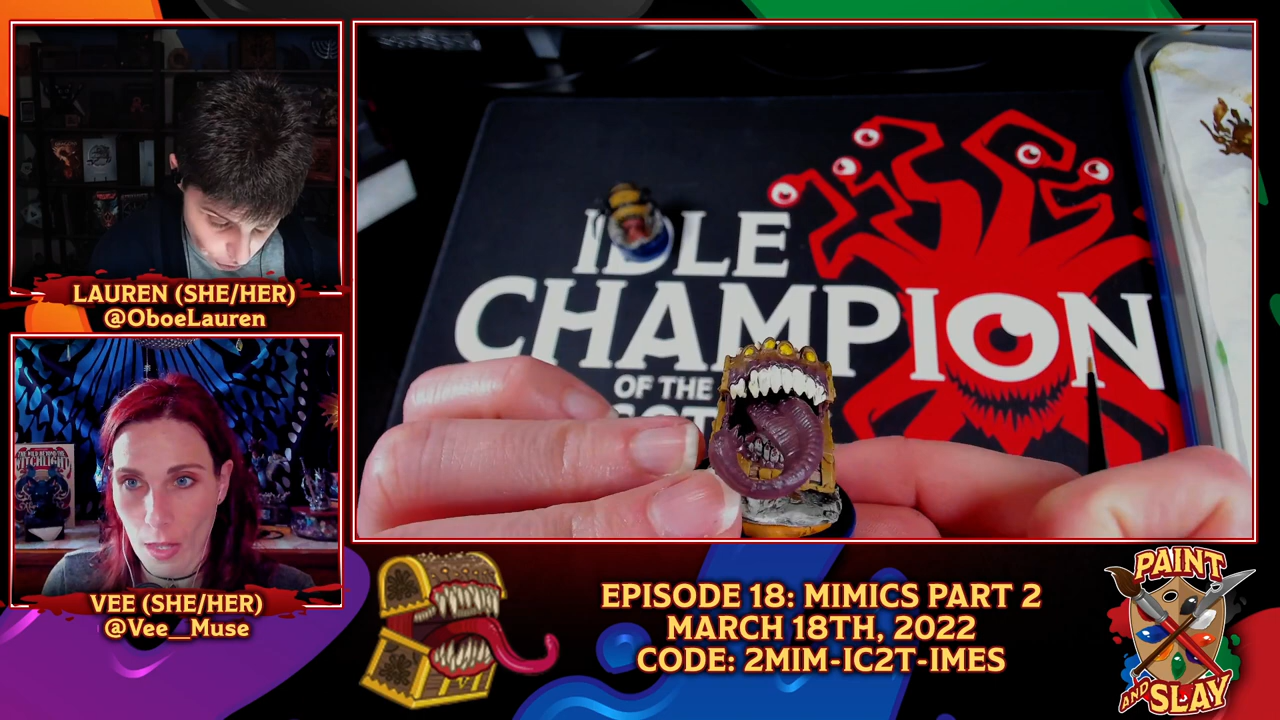 LAUREN (SHE/HER)
@OboeLauren
VEE (SHE/HER)
@Vee__Muse
IDLE
CHAMPION
OF THE
EPISODE 18: MIMICS PART 2
MARCH 18TH, 2022
CODE: 2MIM-IC2T-IMES
PAINT
AND SLAY